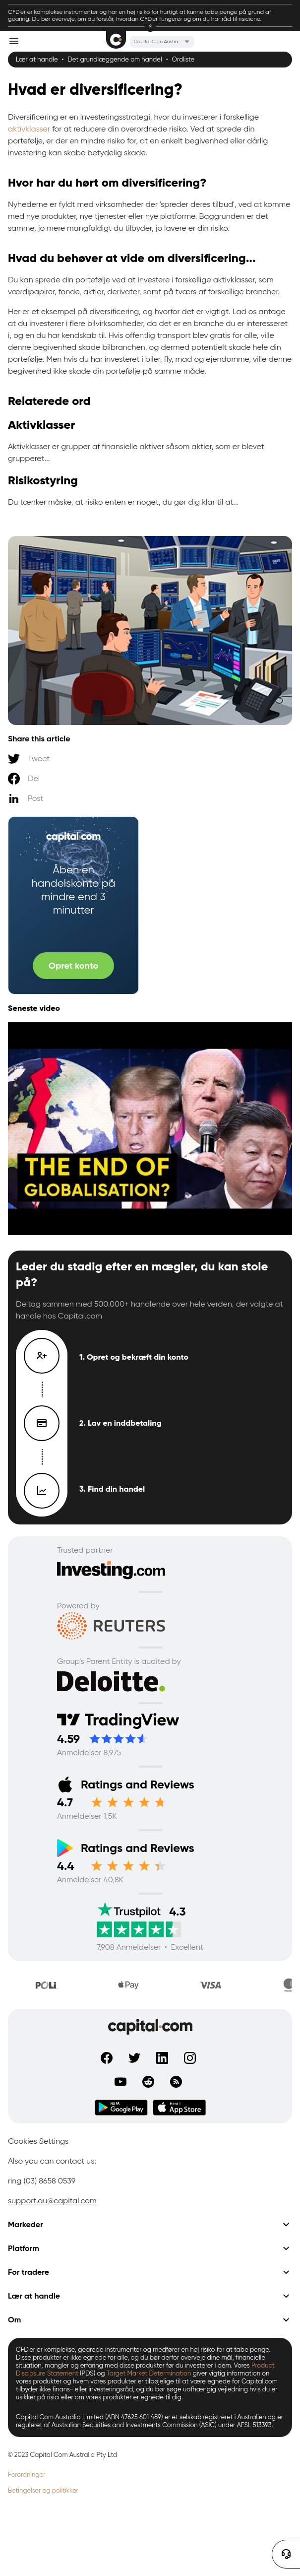 CFD'er er komplekse instrumenter og har en høj risiko for hurtigt at kunne tabe penge på grund af
gearing. Du bør overveje, om du forstår, hvordan CFD'er fungerer og om du har råd til risiciene.
Capital Com Austra...
Lær at handle • Det grundlæggende om handel • Ordliste
Hvad er diversificering?
Diversificering er en investeringsstrategi, hvor du investerer i forskellige
aktivklasser for at reducere din overordnede risiko. Ved at sprede din
portefølje, er der en mindre risiko for, at en enkelt begivenhed eller dårlig
investering kan skabe betydelig skade.
Hvor har du hørt om diversificering?
Nyhederne er fyldt med virksomheder der 'spreder deres tilbud', ved at komme
med nye produkter, nye tjenester eller nye platforme. Baggrunden er det
samme, jo mere mangfoldigt du tilbyder, jo lavere er din risiko.
Hvad du behøver at vide om diversificering...
Du kan sprede din portefølje ved at investere i forskellige aktivklasser, som
værdipapirer, fonde, aktier, derivater, samt på tværs af forskellige brancher.
Her er et eksempel på diversificering, og hvorfor det er vigtigt. Lad os antage
at du investerer i flere bilvirksomheder, da det er en branche du er interesseret
i, og en du har kendskab til. Hvis offentlig transport blev gratis for alle, ville
denne begivenhed skade bilbranchen, og dermed potentielt skade hele din
portefølje. Men hvis du har investeret i biler, fly, mad og ejendomme, ville denne
begivenhed ikke skade din portefølje på samme måde.
Relaterede ord
Aktivklasser
Aktivklasser er grupper af finansielle aktiver såsom aktier, som er blevet
grupperet...
Risikostyring
Du tænker måske, at risiko enten er noget, du gør dig klar til at...
Share this article
Tweet
Del
Post
capital.com
Åben en
handelskonto på
mindre end 3
minutter
Opret konto
Seneste video
THE END OF
GLOBALISATION?
Leder du stadig efter en mægler, du kan stole
på?
Deltag sammen med 500.000+ handlende over hele verden, der valgte at
handle hos Capital.com
1. Opret og bekræft din konto
2. Lav en inddbetaling
3. Find din handel
Trusted partner
Investing.com
Powered by
REUTERS
Group's Parent Entity is audited by
Deloitte.
TradingView
4.59
Anmeldelser 8,975
Ratings and Reviews
4.7
Anmeldelser 1,5K
Ratings and Reviews
4.4
Anmeldelser 40,8K
Trustpilot 4.3
7,908 Anmeldelser • Excellent
POLi
Pay
VISA
capital.com
Google Play
App Store
Cookies Settings
Also you can contact us:
ring (03) 8658 0539
support.au@capital.com
Markeder
Platform
For tradere
Lær at handle
Om
CFD'er er komplekse, gearede instrumenter og medfører en høj risiko for at tabe penge.
Disse produkter er ikke egnede for alle, og du bør derfor overveje dine mål, financielle
situation, mangler og erfaring med disse produkter før du investerer i dem. Vores Product
Disclosure Statement (PDS) og Target Market Determination giver vigtig information on
vores produkter og hvem vores produkter er tilbøjelige til at være egnede for Capital.com
tilbyder ikke finans- eller investeringsråd, og du bør søge uafhængig vejledning hvis du er
usikker på risici eller om vores produkter er egnede til dig.
Capital Com Australia Limited (ABN 47625 601 489) er et selskab registreret i Australien og er
reguleret af Australian Securities and Investments Commission (ASIC) under AFSL 513393.
© 2023 Capital Com Australia Pty Ltd
Forordninger
Betingelser og politikker